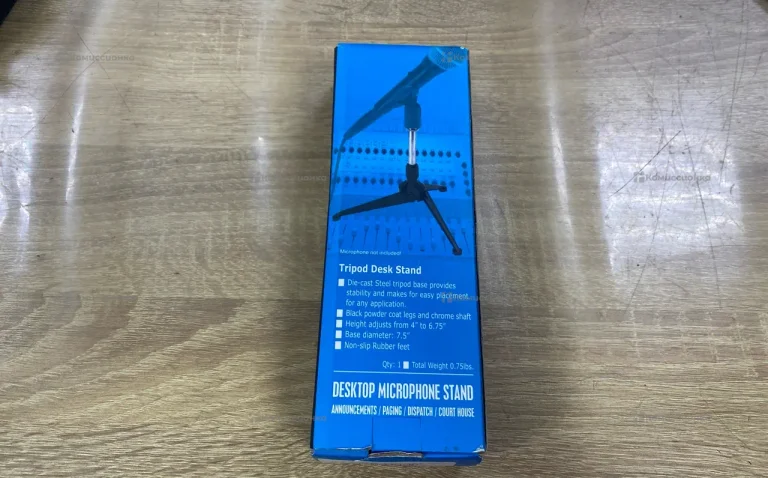 Комиссионро
Microphone not included!
Tripod Desk Stand
Die-cast Steel tripod base provides
stability and makes for easy placement
for any application.
Black powder coat legs and chrome shaft
Height adjusts from 4" to 6.75"
Base diameter: 7.5"
Non-slip Rubber feet
Qty: 1 Total Weight 0.75lbs.
DESKTOP MICROPHONE STAND
ANNOUNCEMENTS / PAGING / DISPATCH / COURT HOUSE